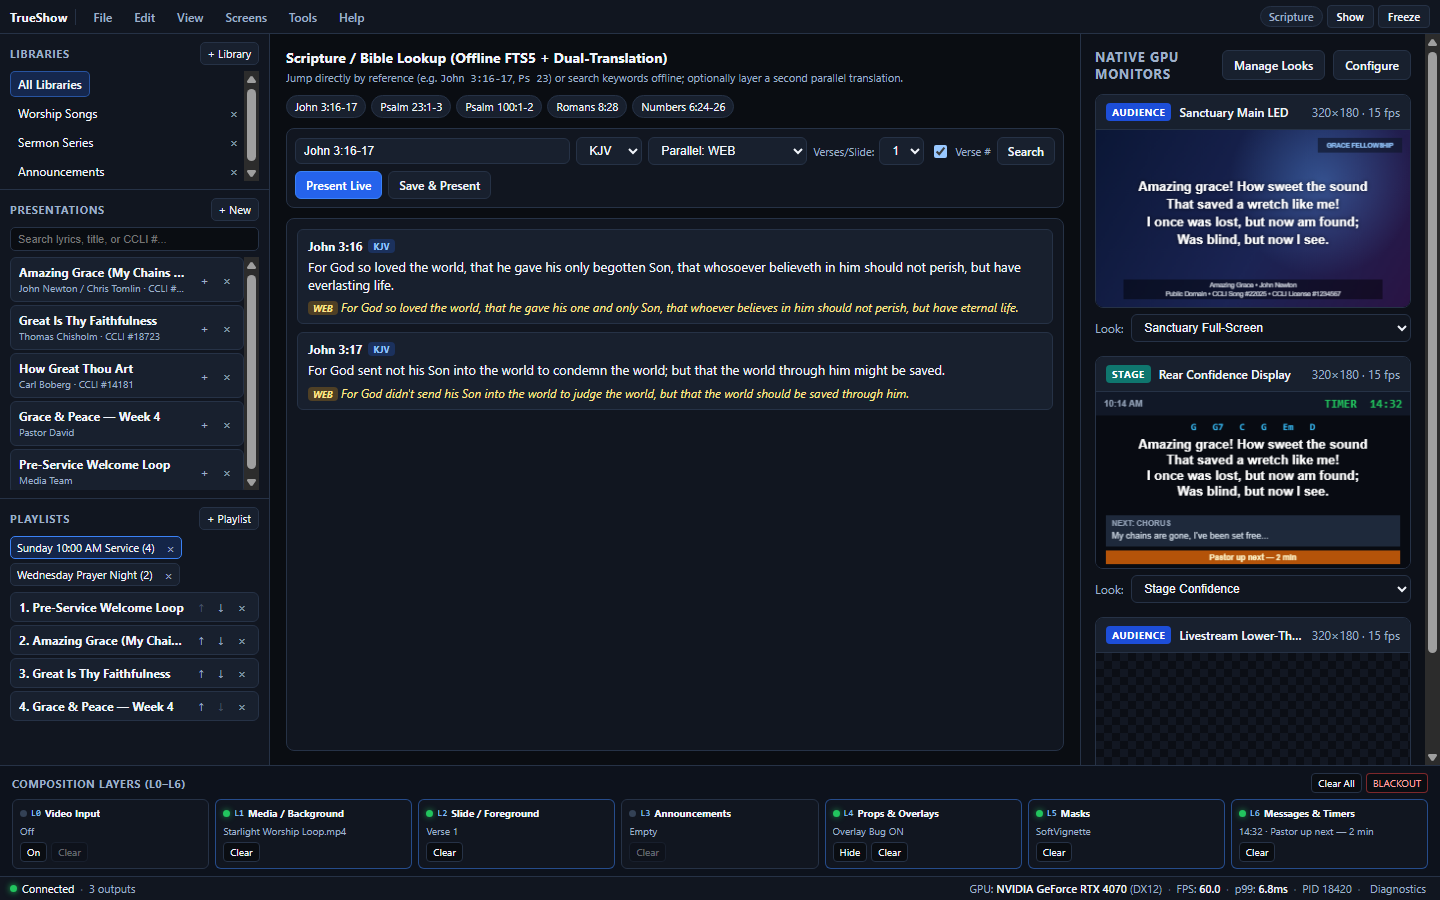 TrueShow File Edit View Screens Tools Help Scripture Show Freeze
LIBRARIES + Library
All Libraries
Worship Songs ×
Sermon Series ×
Announcements ×
PRESENTATIONS + New
Search lyrics, title, or CCLI #...
Amazing Grace (My Chains ... + ×
John Newton / Chris Tomlin · CCLI #...
Great Is Thy Faithfulness + ×
Thomas Chisholm · CCLI #18723
How Great Thou Art + ×
Carl Boberg · CCLI #14181
Grace & Peace — Week 4 + ×
Pastor David
Pre-Service Welcome Loop + ×
Media Team
PLAYLISTS + Playlist
Sunday 10:00 AM Service (4) ×
Wednesday Prayer Night (2) ×
1. Pre-Service Welcome Loop ↑ ↓ ×
2. Amazing Grace (My Chai... ↑ ↓ ×
3. Great Is Thy Faithfulness ↑ ↓ ×
4. Grace & Peace — Week 4 ↑ ↓ ×
Scripture / Bible Lookup (Offline FTS5 + Dual-Translation)
Jump directly by reference (e.g. John 3:16-17, Ps 23) or search keywords offline; optionally layer a second parallel translation.
John 3:16-17 Psalm 23:1-3 Psalm 100:1-2 Romans 8:28 Numbers 6:24-26
John 3:16-17 KJV Parallel: WEB Verses/Slide: 1 Verse # Search
Present Live Save & Present
John 3:16 KJV
For God so loved the world, that he gave his only begotten Son, that whosoever believeth in him should not perish, but have
everlasting life.
WEB For God so loved the world, that he gave his one and only Son, that whoever believes in him should not perish, but have eternal life.
John 3:17 KJV
For God sent not his Son into the world to condemn the world; but that the world through him might be saved.
WEB For God didn't send his Son into the world to judge the world, but that the world should be saved through him.
NATIVE GPU
MONITORS
Manage Looks Configure
AUDIENCE Sanctuary Main LED 320×180 · 15 fps
GRACE FELLOWSHIP
Amazing grace! How sweet the sound
That saved a wretch like me!
I once was lost, but now am found;
Was blind, but now I see.
Amazing Grace • John Newton
Public Domain • CCLI Song #22025 • CCLI License #1234567
Look: Sanctuary Full-Screen
STAGE Rear Confidence Display 320×180 · 15 fps
10:14 AM TIMER 14:32
G G7 C G Em D
Amazing grace! How sweet the sound
That saved a wretch like me!
I once was lost, but now am found;
Was blind, but now I see.
NEXT: CHORUS
My chains are gone, I've been set free...
Pastor up next — 2 min
Look: Stage Confidence
AUDIENCE Livestream Lower-Th... 320×180 · 15 fps
COMPOSITION LAYERS (L0–L6) Clear All BLACKOUT
L0 Video Input
Off
On Clear
L1 Media / Background
Starlight Worship Loop.mp4
Clear
L2 Slide / Foreground
Verse 1
Clear
L3 Announcements
Empty
Clear
L4 Props & Overlays
Overlay Bug ON
Hide Clear
L5 Masks
SoftVignette
Clear
L6 Messages & Timers
14:32 · Pastor up next — 2 min
Clear
Connected · 3 outputs GPU: NVIDIA GeForce RTX 4070 (DX12) · FPS: 60.0 · p99: 6.8ms · PID 18420 · Diagnostics